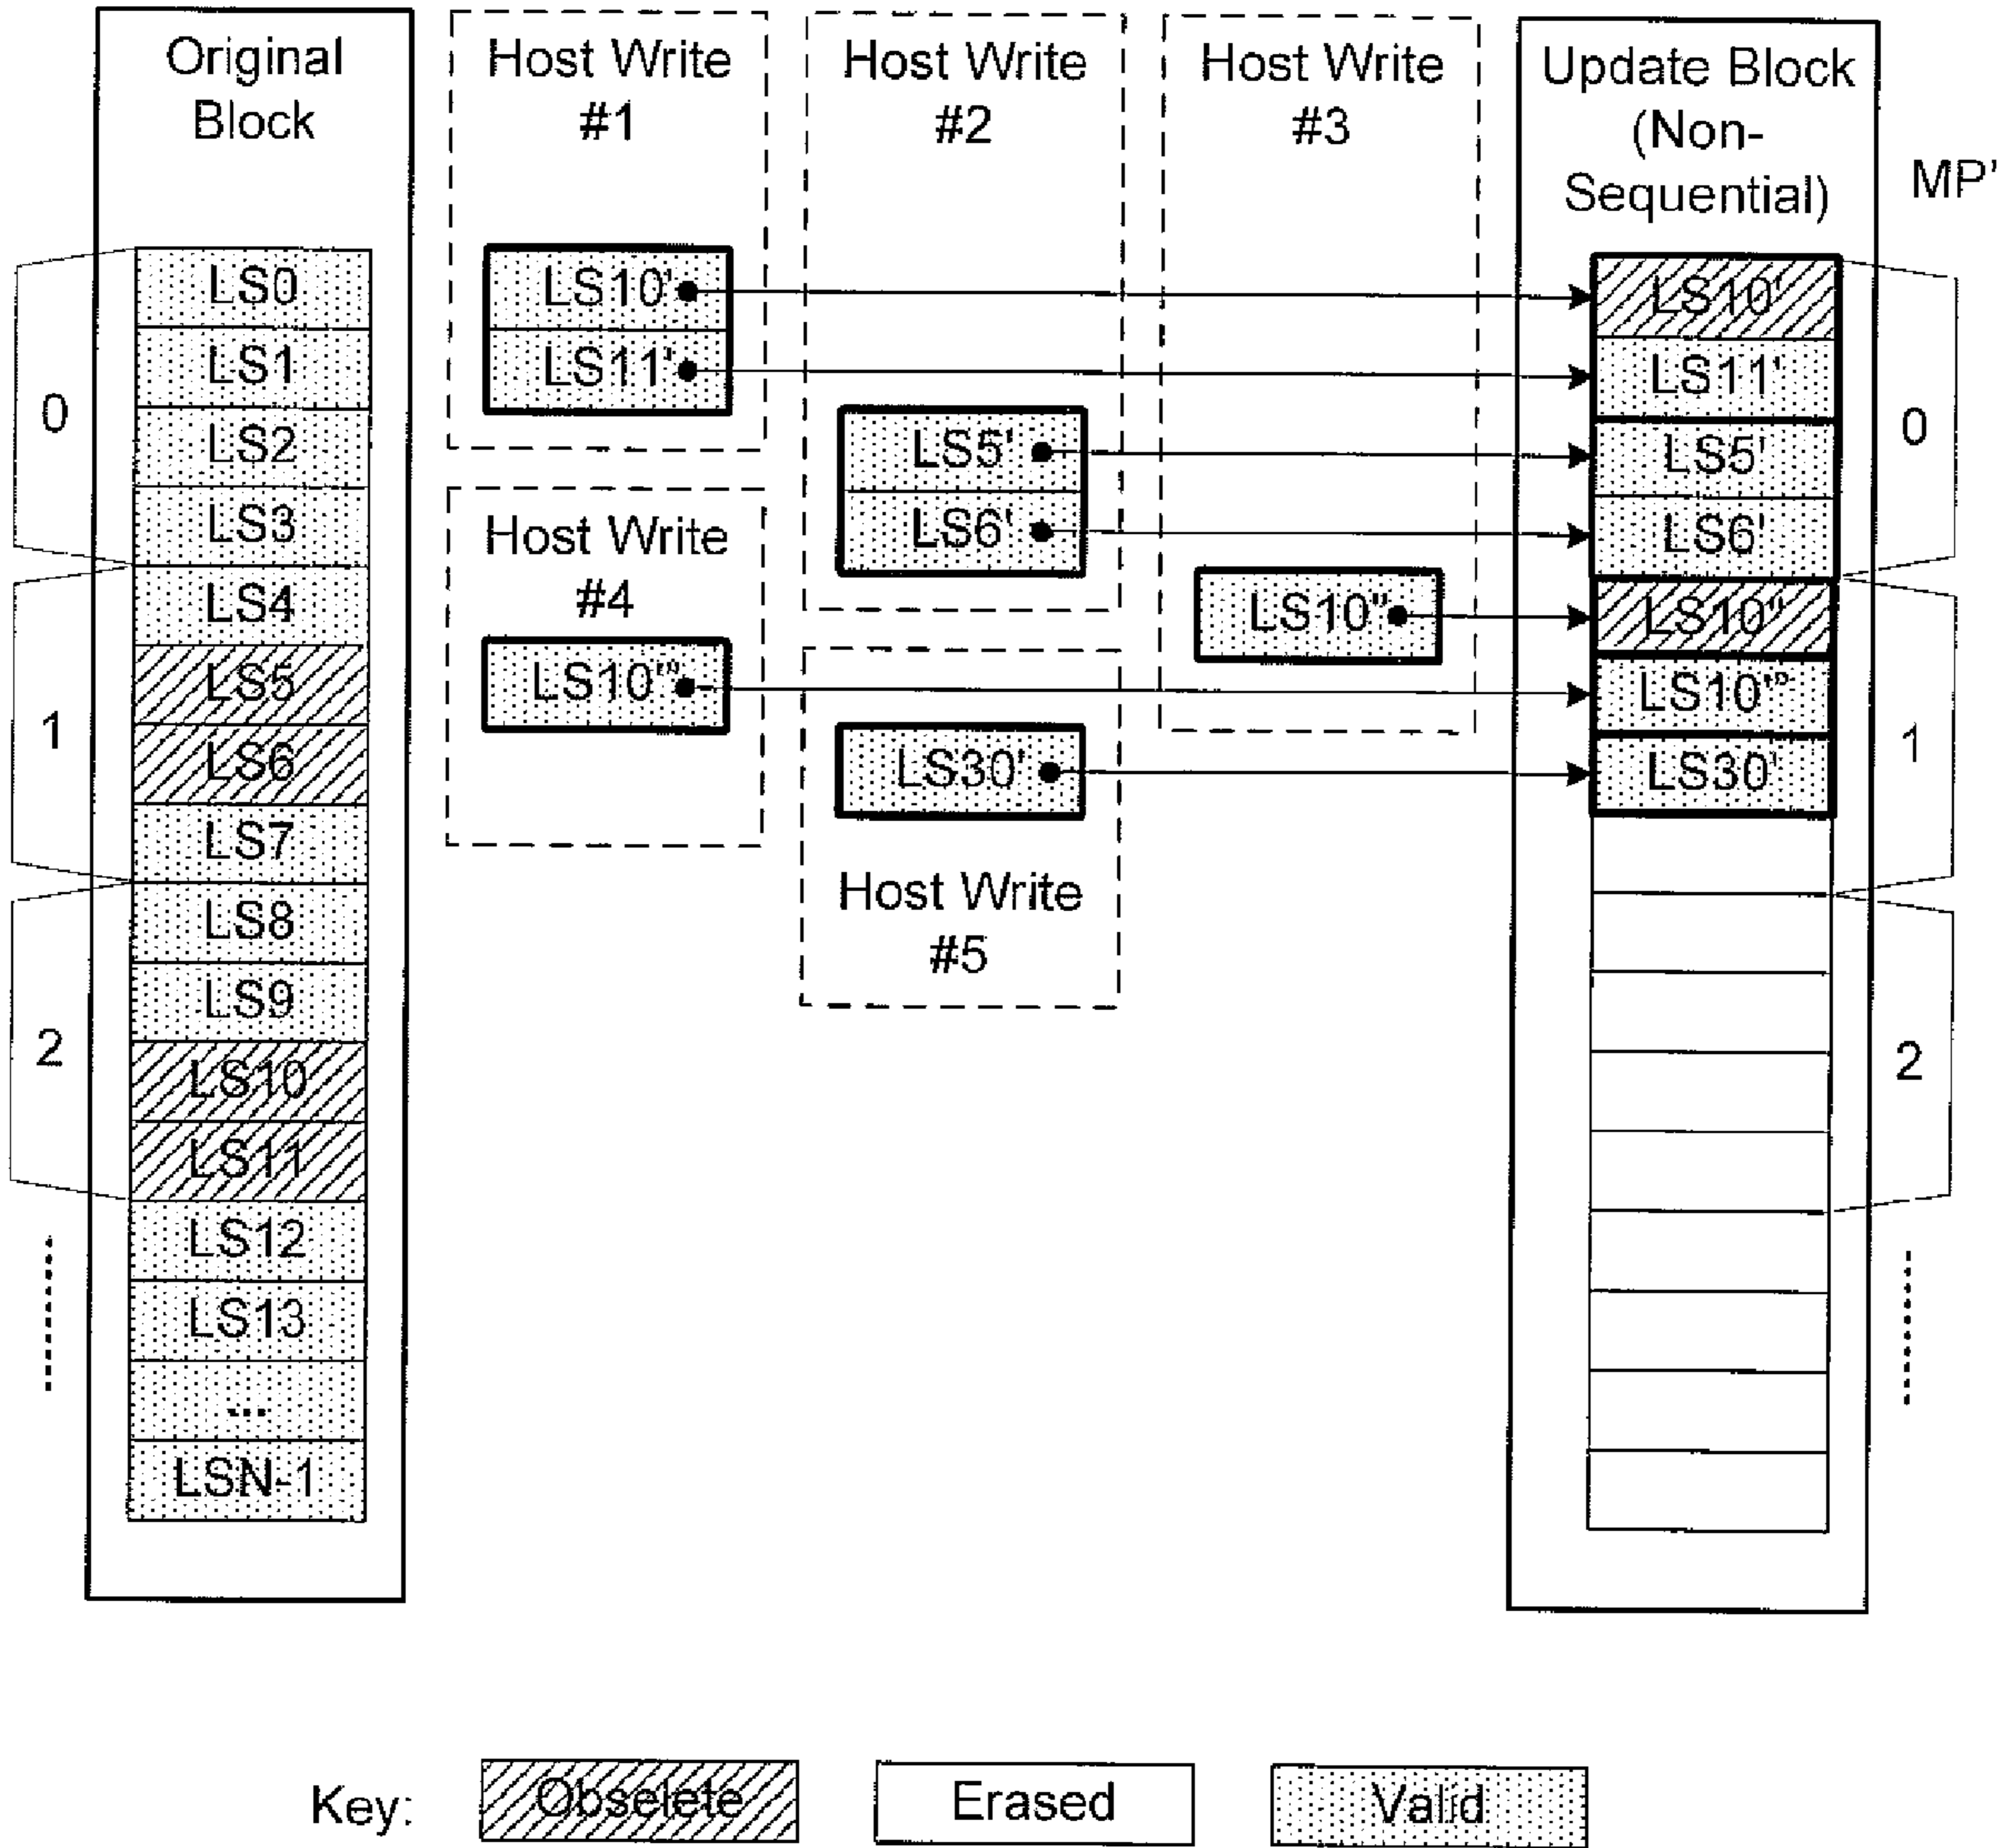 Original
Block
LS0
LS1
LS2
LS3
LS4
LS5
LS6
LS7
LS8
LS9
LS10
LS11
LS12
LS13
...
LSN-1
0
1
2
Host Write
#1
LS10'
LS11'
Host Write
#2
LS5'
LS6'
Host Write
#3
LS10"
Host Write
#4
LS10'"
LS30'
Host Write
#5
Update Block
(Non-
Sequential)
LS10'
LS11'
LS5'
LS6'
LS10"
LS10'"
LS30'
MP'
0
1
2
Key:
Obselete
Erased
Valid